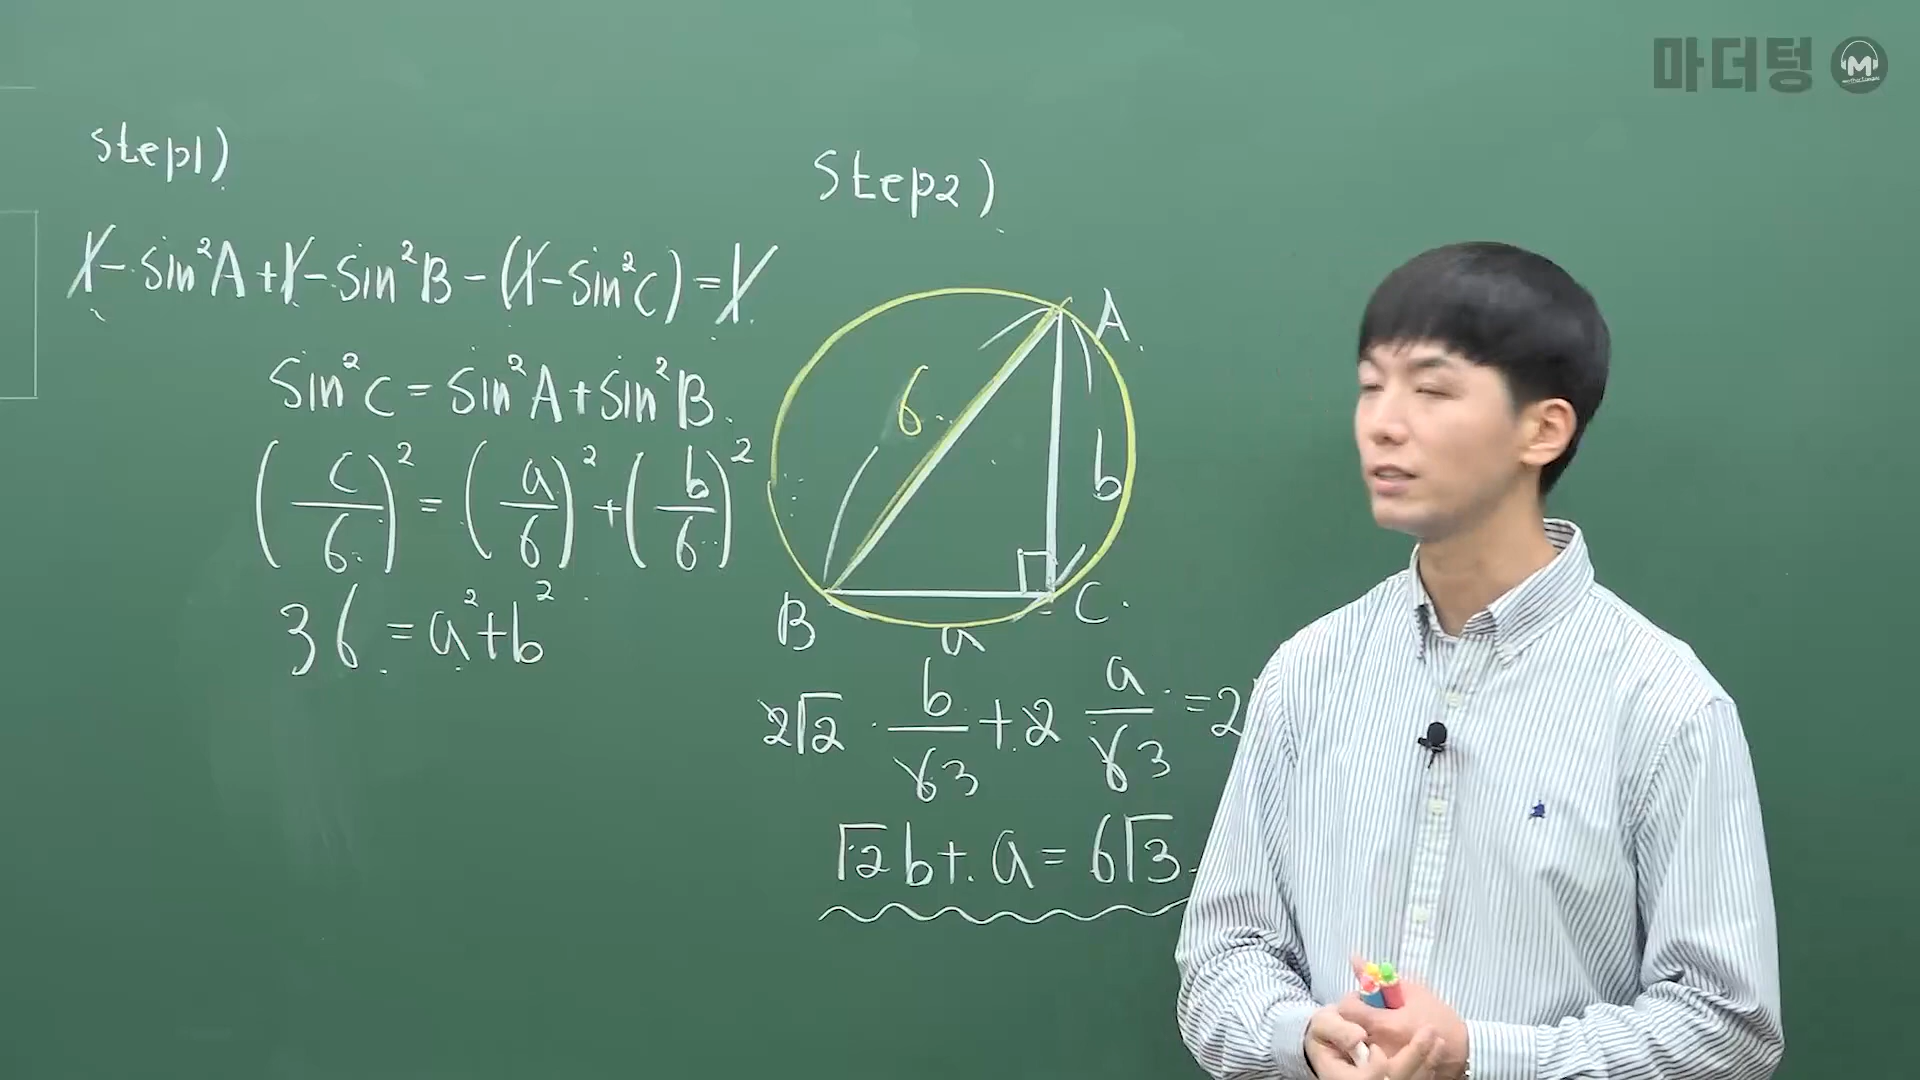 마더텅
M
step1)
1-sin²A+1-sin²B-(1-sin²C)=1
sin²C=sin²A+sin²B
(c/6)²=(a/6)²+(b/6)²
36=a²+b²
Step2)
A
6
b
B
C
a
2√2·b/6 3+2 a/6 3=2
√2b+a=6√3